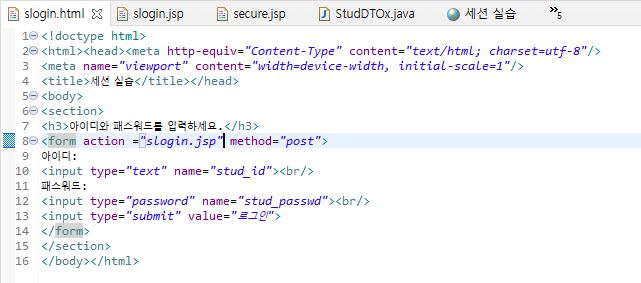 slogin.html slogin.jsp secure.jsp StudDTOx.java 세션 실습 »5
1 <!doctype html>
2 <html><head><meta http-equiv="Content-Type" content="text/html; charset=utf-8"/>
3 <meta name="viewport" content="width=device-width, initial-scale=1"/>
4 <title>세션 실습</title></head>
5 <body>
6 <section>
7 <h3>아이디와 패스워드를 입력하세요.</h3>
8 <form action ="slogin.jsp" method="post">
9 아이디:
10 <input type="text" name="stud_id"><br/>
11 패스워드:
12 <input type="password" name="stud_passwd"><br/>
13 <input type="submit" value="로그인">
14 </form>
15 </section>
16 </body></html>